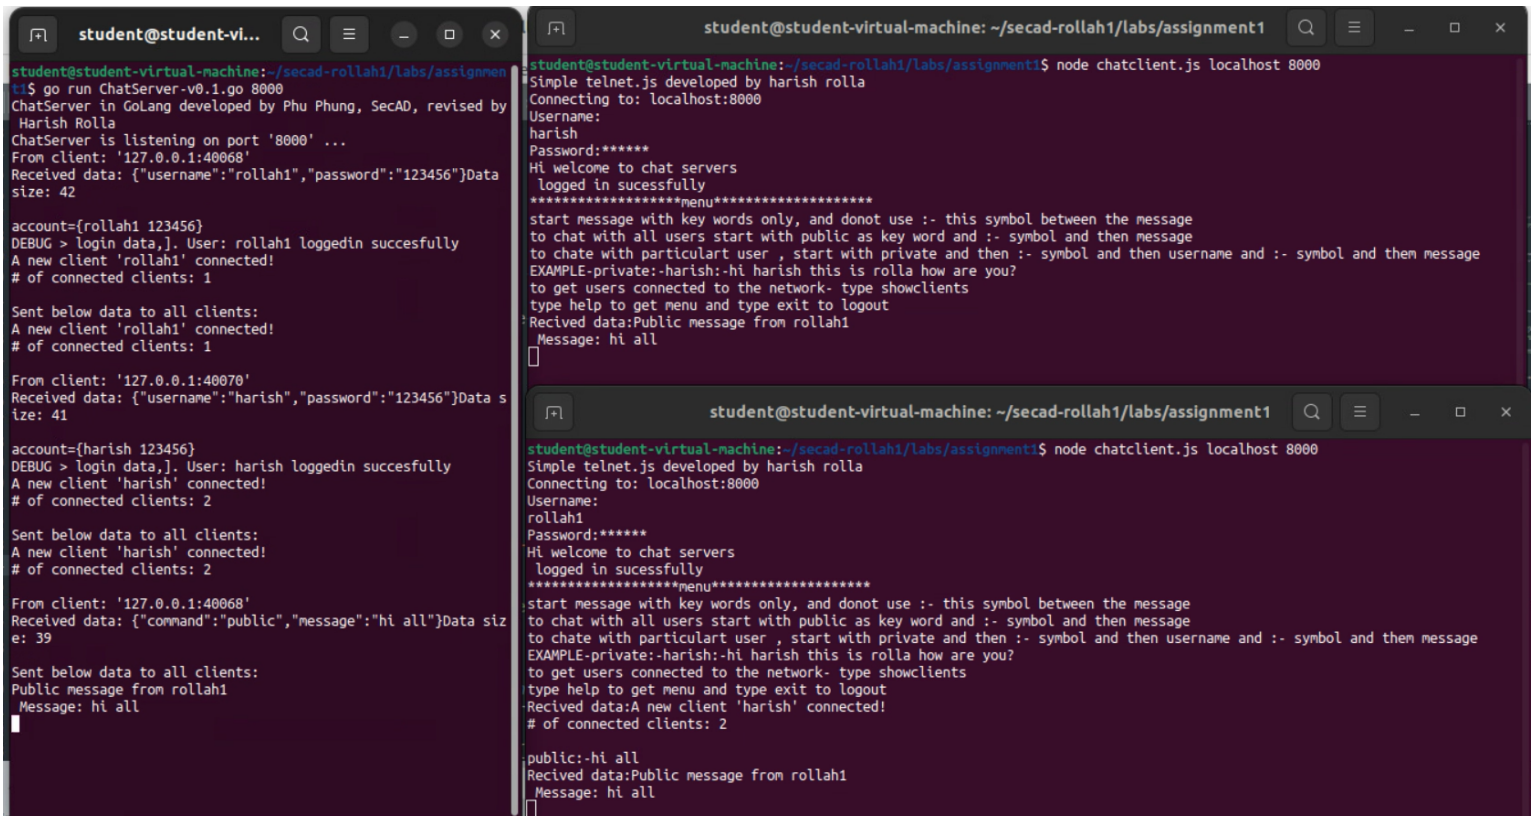 student@student-vi...
student@student-virtual-machine:~/secad-rollah1/labs/assignmen
t1$ go run ChatServer-v0.1.go 8000
ChatServer in GoLang developed by Phu Phung, SecAD, revised by
Harish Rolla
ChatServer is listening on port '8000' ...
From client: '127.0.0.1:40068'
Received data: {"username":"rollah1","password":"123456"}Data
size: 42
account={rollah1 123456}
DEBUG > login data,]. User: rollah1 loggedin succesfully
A new client 'rollah1' connected!
# of connected clients: 1
Sent below data to all clients:
A new client 'rollah1' connected!
# of connected clients: 1
From client: '127.0.0.1:40070'
Received data: {"username":"harish","password":"123456"}Data s
ize: 41
account={harish 123456}
DEBUG > login data,]. User: harish loggedin succesfully
A new client 'harish' connected!
# of connected clients: 2
Sent below data to all clients:
A new client 'harish' connected!
# of connected clients: 2
From client: '127.0.0.1:40068'
Received data: {"command":"public","message":"hi all"}Data siz
e: 39
Sent below data to all clients:
Public message from rollah1
Message: hi all
student@student-virtual-machine: ~/secad-rollah1/labs/assignment1
student@student-virtual-machine:~/secad-rollah1/labs/assignment1$ node chatclient.js localhost 8000
Simple telnet.js developed by harish rolla
Connecting to: localhost:8000
Username:
harish
Password:******
Hi welcome to chat servers
logged in sucessfully
*******************menu********************
start message with key words only, and donot use :- this symbol between the message
to chat with all users start with public as key word and :- symbol and then message
to chate with particulart user , start with private and then :- symbol and then username and :- symbol and them message
EXAMPLE-private:-harish:-hi harish this is rolla how are you?
to get users connected to the network- type showclients
type help to get menu and type exit to logout
Recived data:Public message from rollah1
Message: hi all
student@student-virtual-machine: ~/secad-rollah1/labs/assignment1
student@student-virtual-machine:~/secad-rollah1/labs/assignment1$ node chatclient.js localhost 8000
Simple telnet.js developed by harish rolla
Connecting to: localhost:8000
Username:
rollah1
Password:******
Hi welcome to chat servers
logged in sucessfully
*******************menu********************
start message with key words only, and donot use :- this symbol between the message
to chat with all users start with public as key word and :- symbol and then message
to chate with particulart user , start with private and then :- symbol and then username and :- symbol and them message
EXAMPLE-private:-harish:-hi harish this is rolla how are you?
to get users connected to the network- type showclients
type help to get menu and type exit to logout
Recived data:A new client 'harish' connected!
# of connected clients: 2
public:-hi all
Recived data:Public message from rollah1
Message: hi all